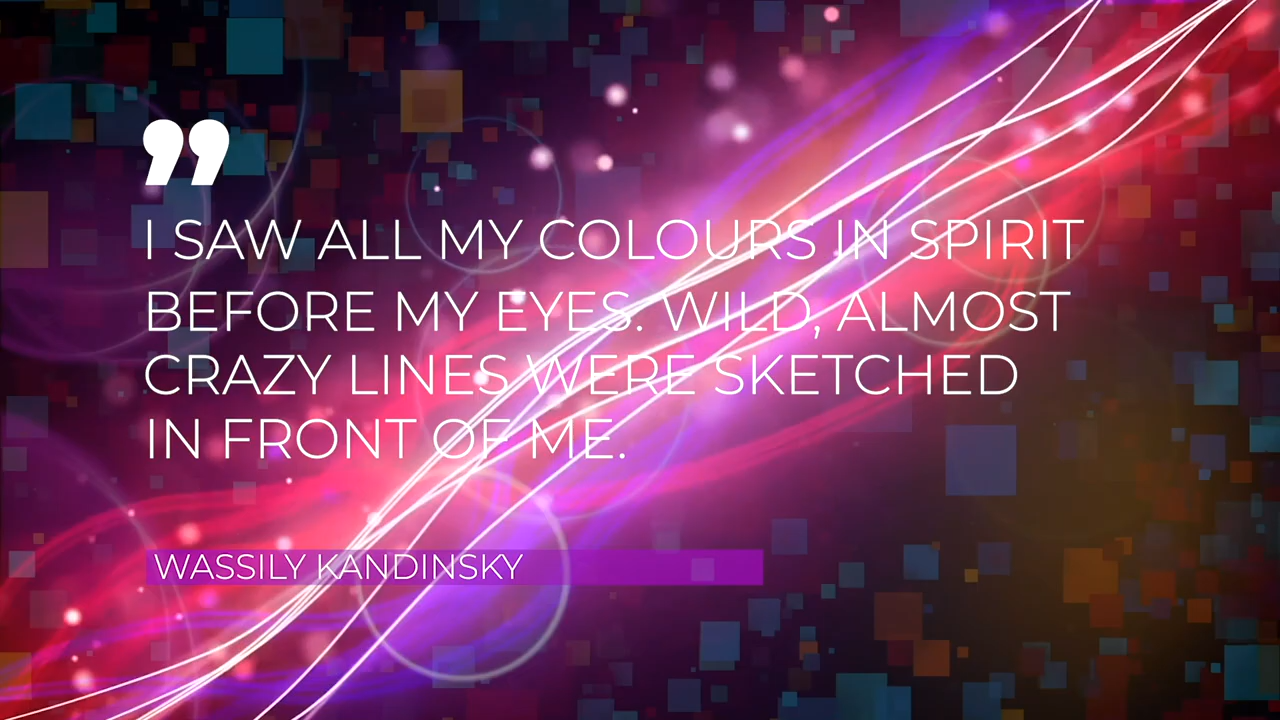 ”
I SAW ALL MY COLOURS IN SPIRIT
BEFORE MY EYES. WILD, ALMOST
CRAZY LINES WERE SKETCHED
IN FRONT OF ME.
WASSILY KANDINSKY